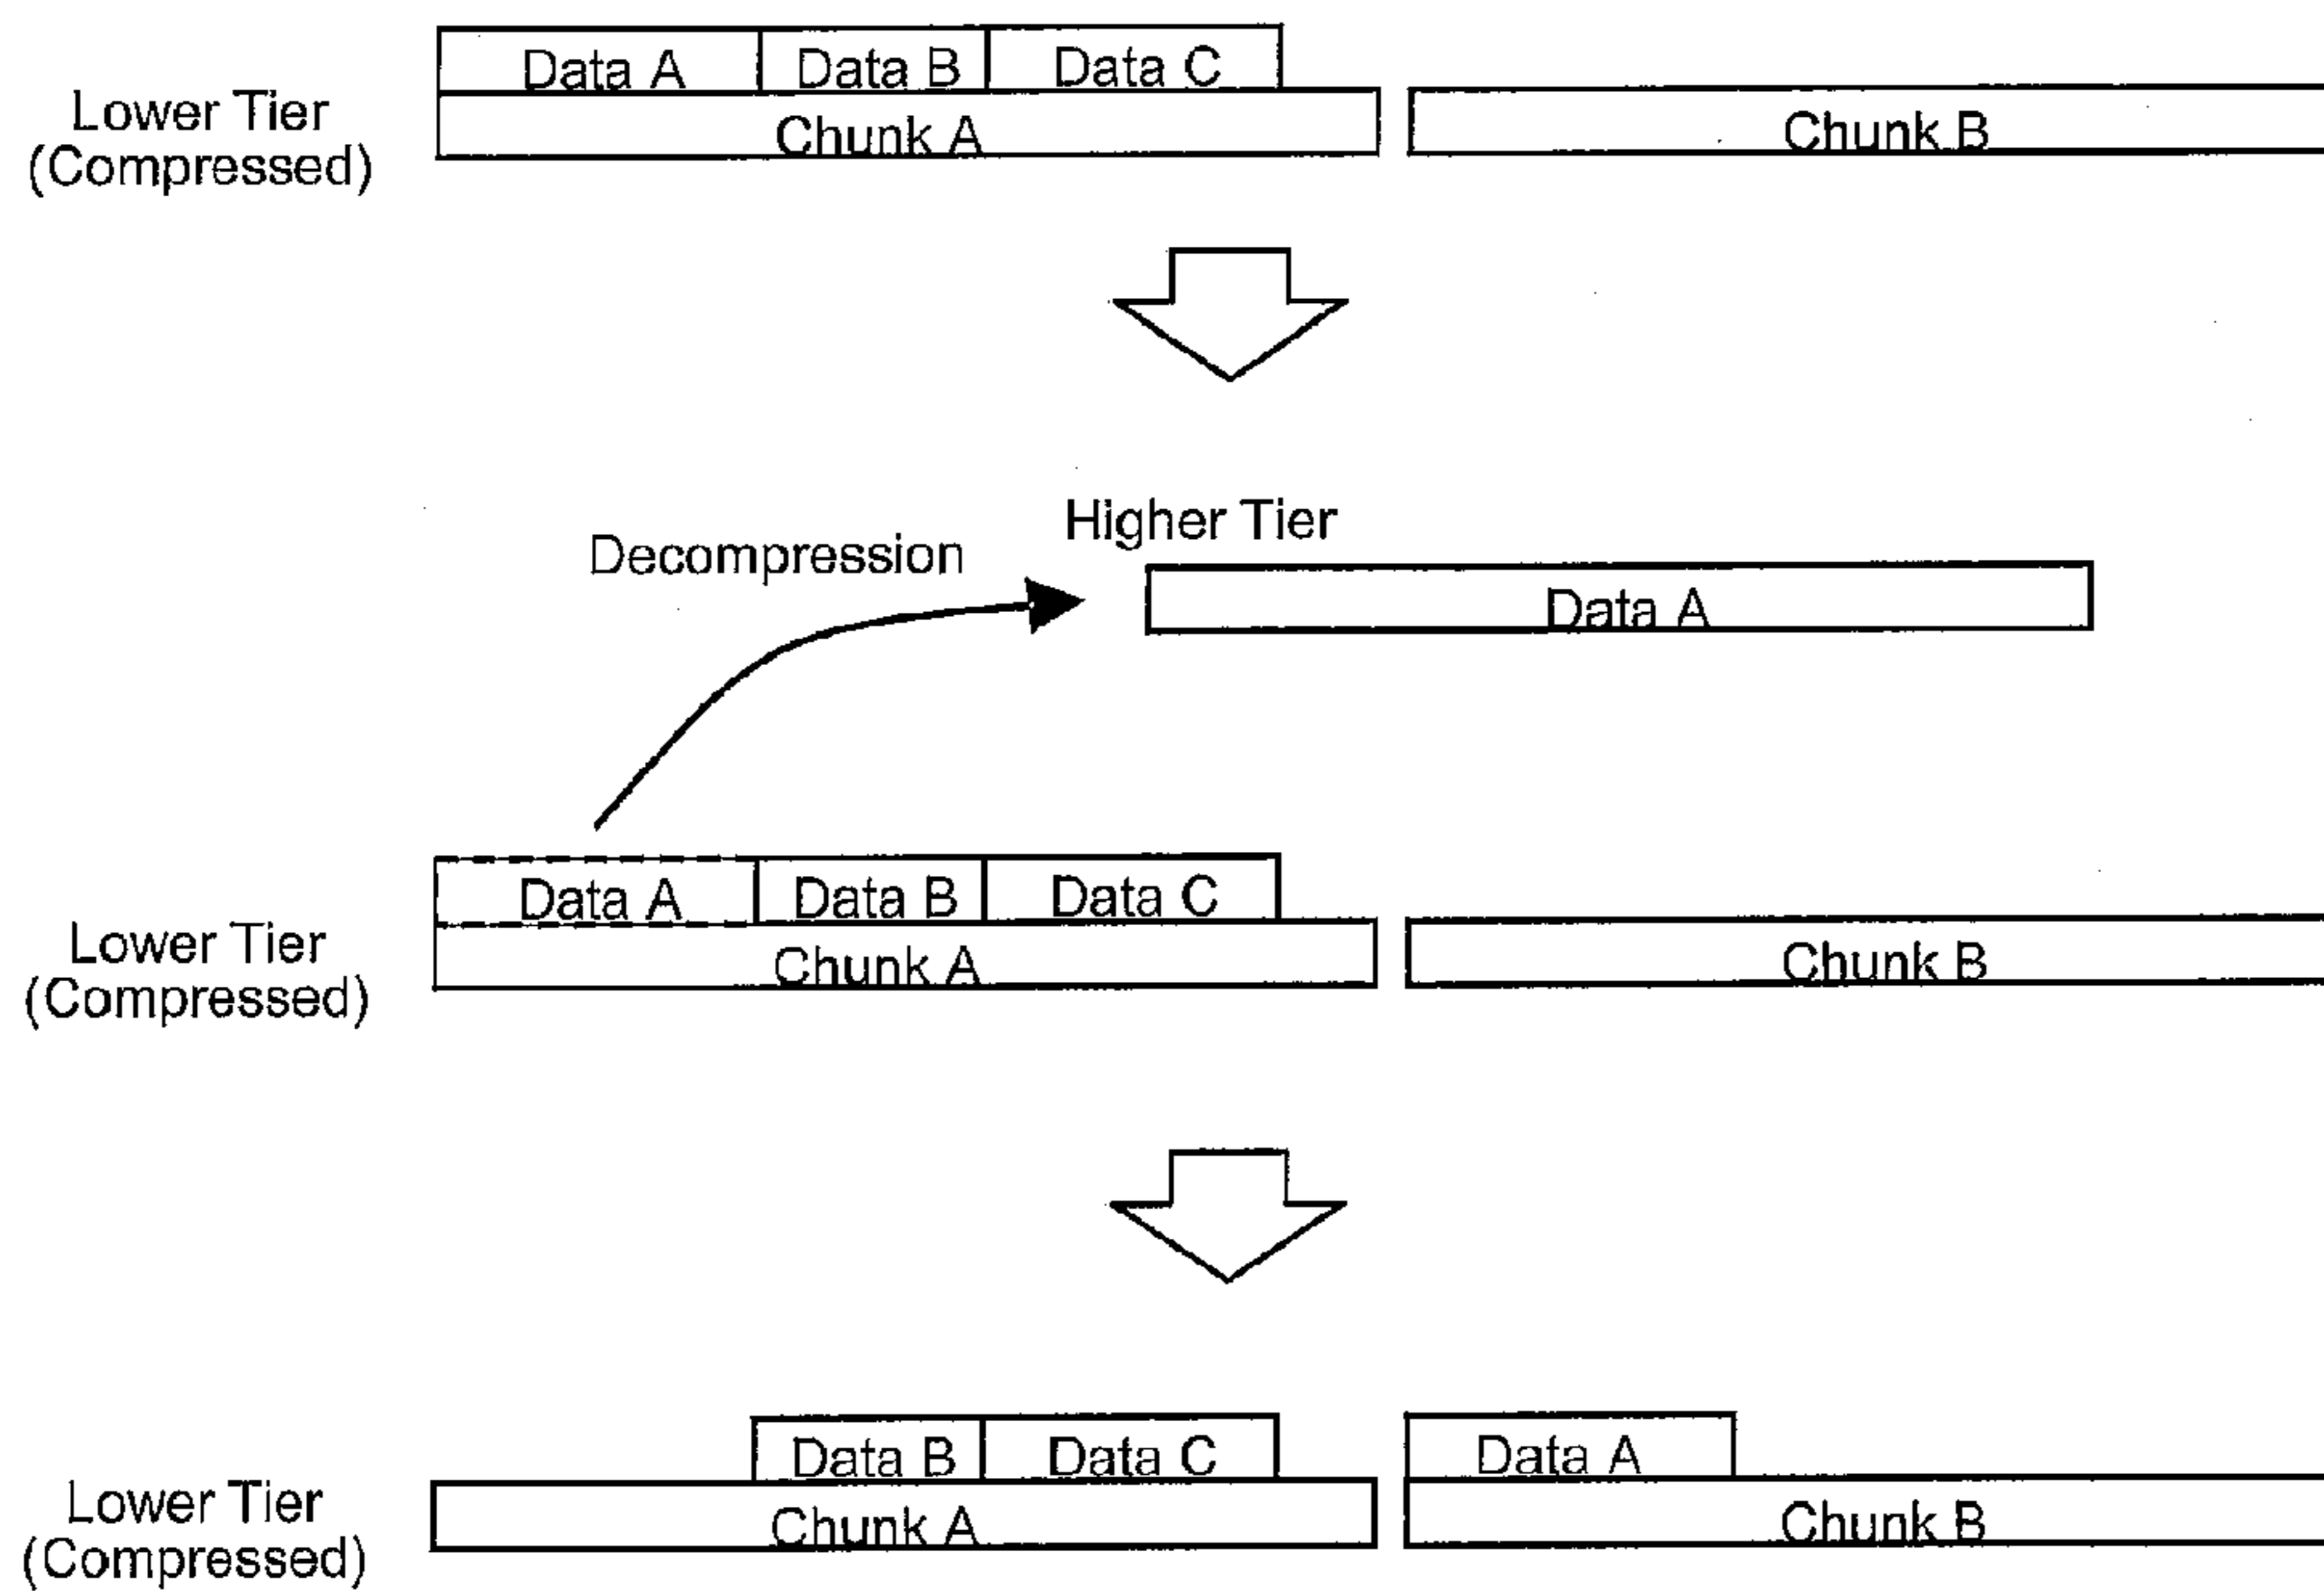 Data A Data B Data C
Lower Tier
(Compressed)
Chunk A Chunk B
Higher Tier
Decompression
Data A
Data A Data B Data C
Lower Tier
(Compressed)
Chunk A Chunk B
Data B Data C Data A
Lower Tier
(Compressed)
Chunk A Chunk B